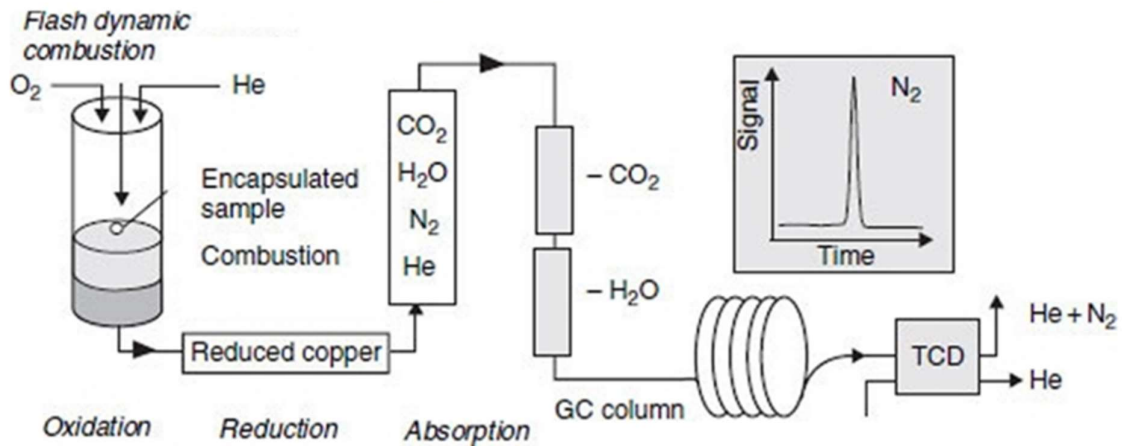 Flash dynamic
combustion
O₂
He
Encapsulated
sample
Combustion
Reduced copper
CO₂
H₂O
N₂
He
– CO₂
– H₂O
Signal
N₂
Time
GC column
TCD
He + N₂
He
Oxidation
Reduction
Absorption